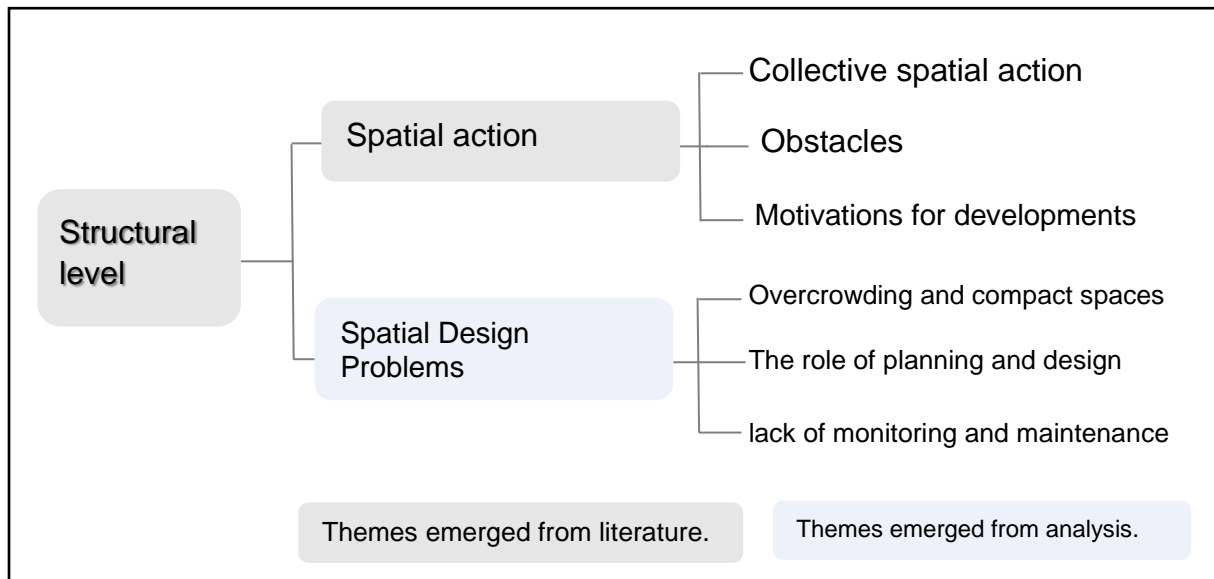 Structural
level
Spatial action
Collective spatial action
Obstacles
Motivations for developments
Spatial Design
Problems
Overcrowding and compact spaces
The role of planning and design
lack of monitoring and maintenance
Themes emerged from literature.
Themes emerged from analysis.